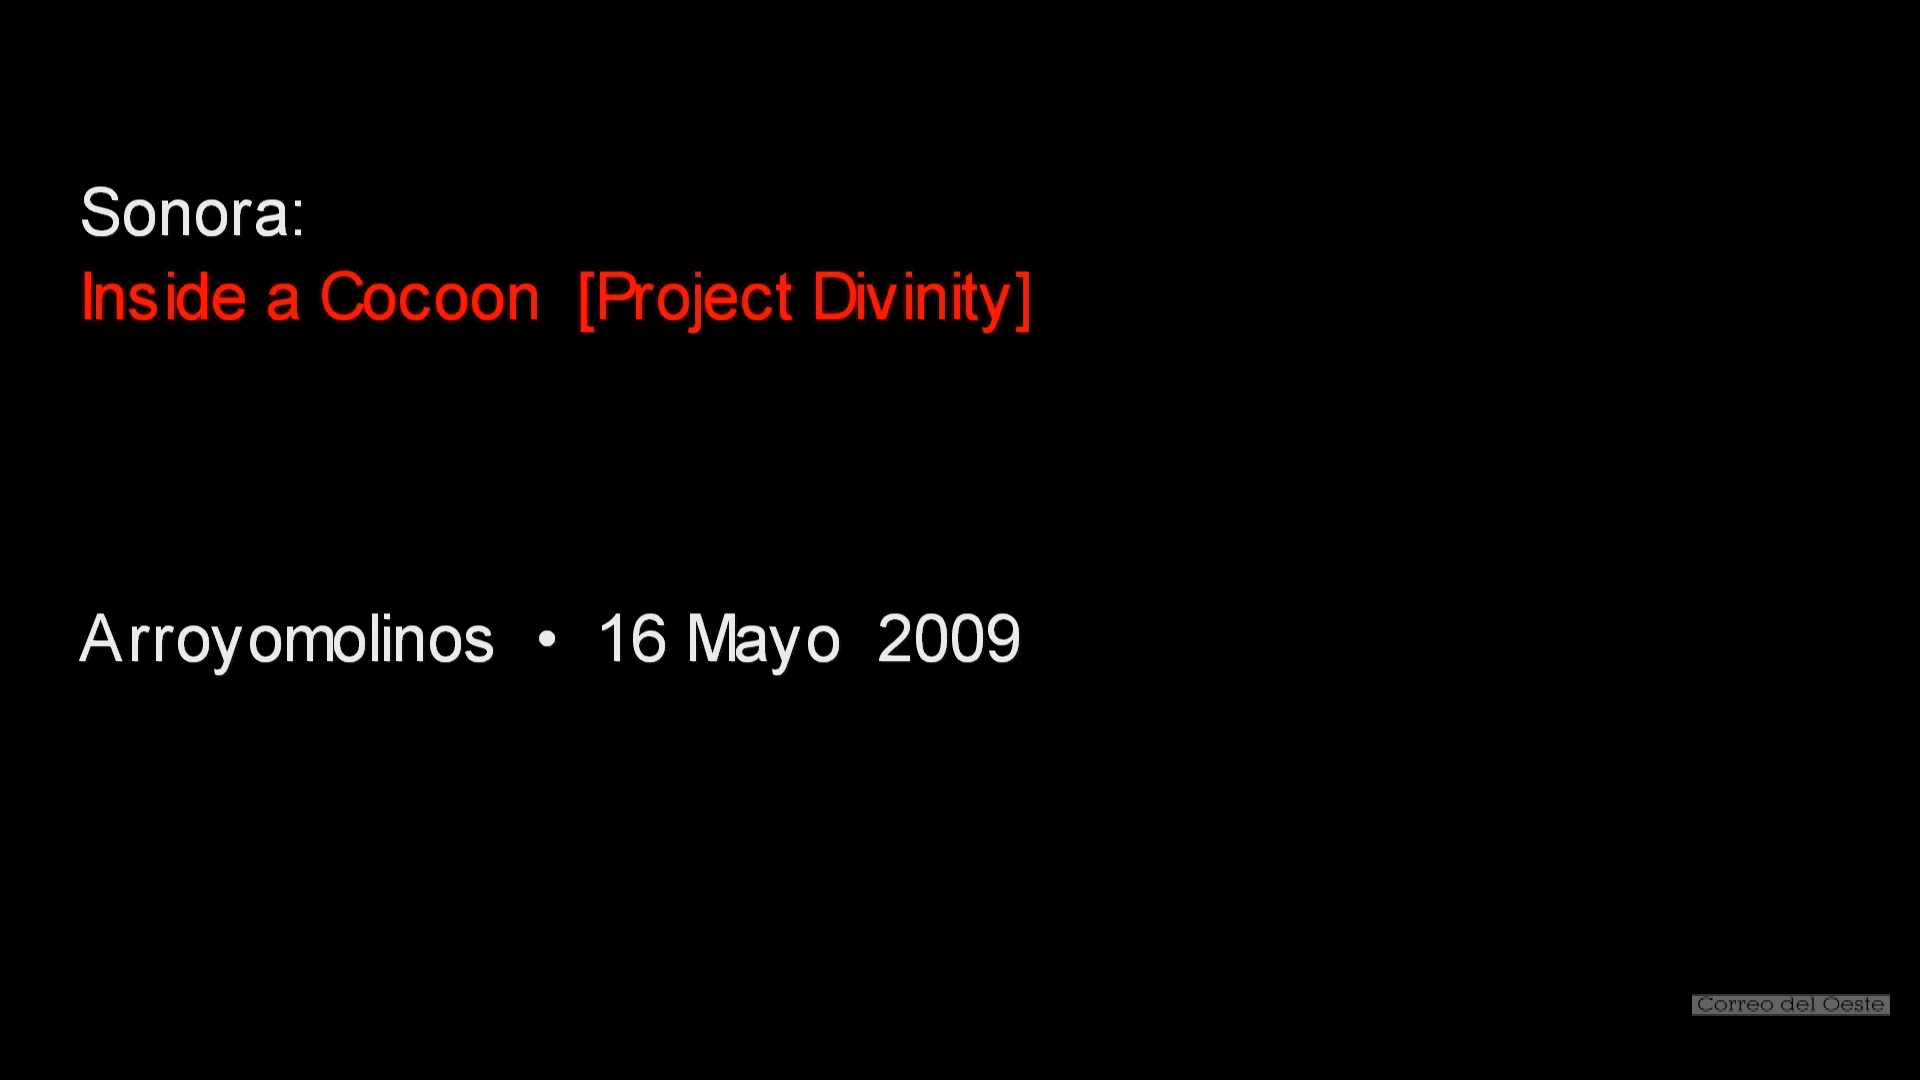 Sonora:
Inside a Cocoon [Project Divinity]
Arroyomolinos • 16 Mayo 2009
Correo del Oeste